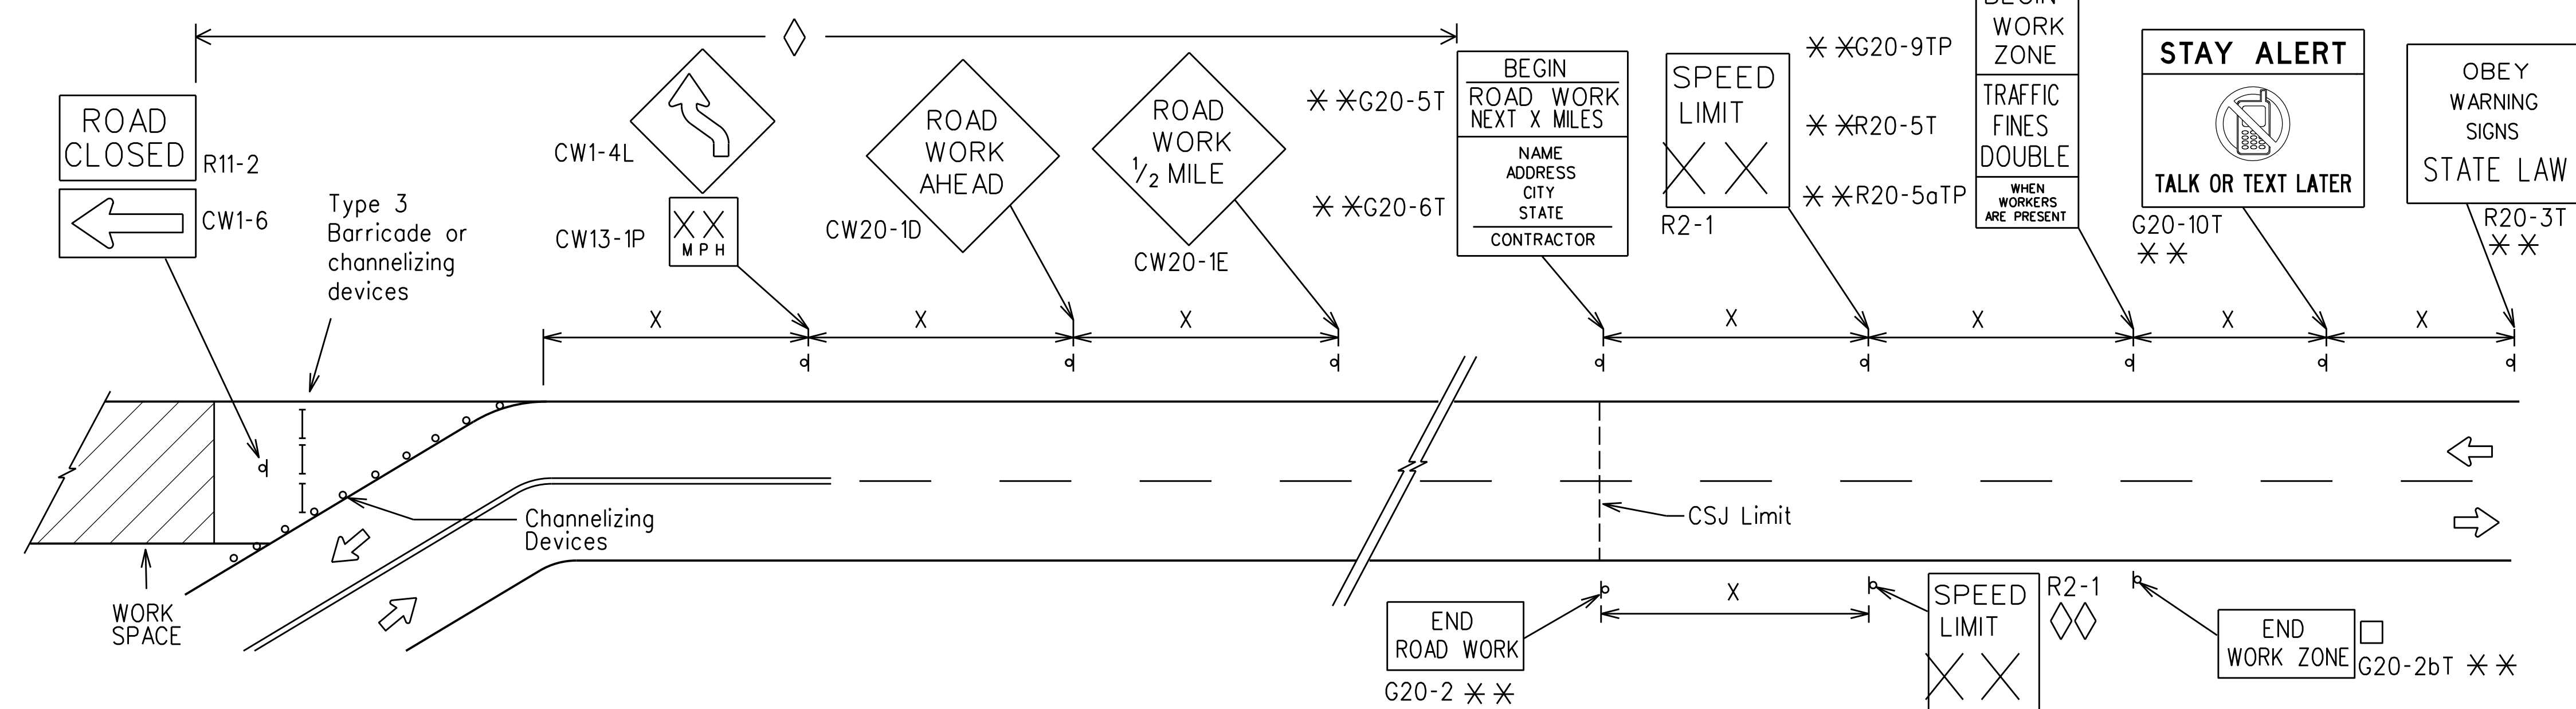 ROAD
CLOSED
R11-2
CW1-6
Type 3
Barricade or
channelizing
devices
CW1-4L
XX
MPH
CW13-1P
ROAD
WORK
AHEAD
CW20-1D
ROAD
WORK
1/2 MILE
CW20-1E
* *G20-5T
* *G20-6T
BEGIN
ROAD WORK
NEXT X MILES
NAME
ADDRESS
CITY
STATE
CONTRACTOR
SPEED
LIMIT
X X
R2-1
* *G20-9TP
* *R20-5T
* *R20-5aTP
BEGIN
WORK
ZONE
TRAFFIC
FINES
DOUBLE
WHEN
WORKERS
ARE PRESENT
STAY ALERT
TALK OR TEXT LATER
G20-10T
* *
OBEY
WARNING
SIGNS
STATE LAW
R20-3T
* *
X
X
X
X
X
X
X
Channelizing
Devices
CSJ Limit
WORK
SPACE
END
ROAD WORK
G20-2 * *
X
SPEED
LIMIT
X X
R2-1
END
WORK ZONE
G20-2bT * *